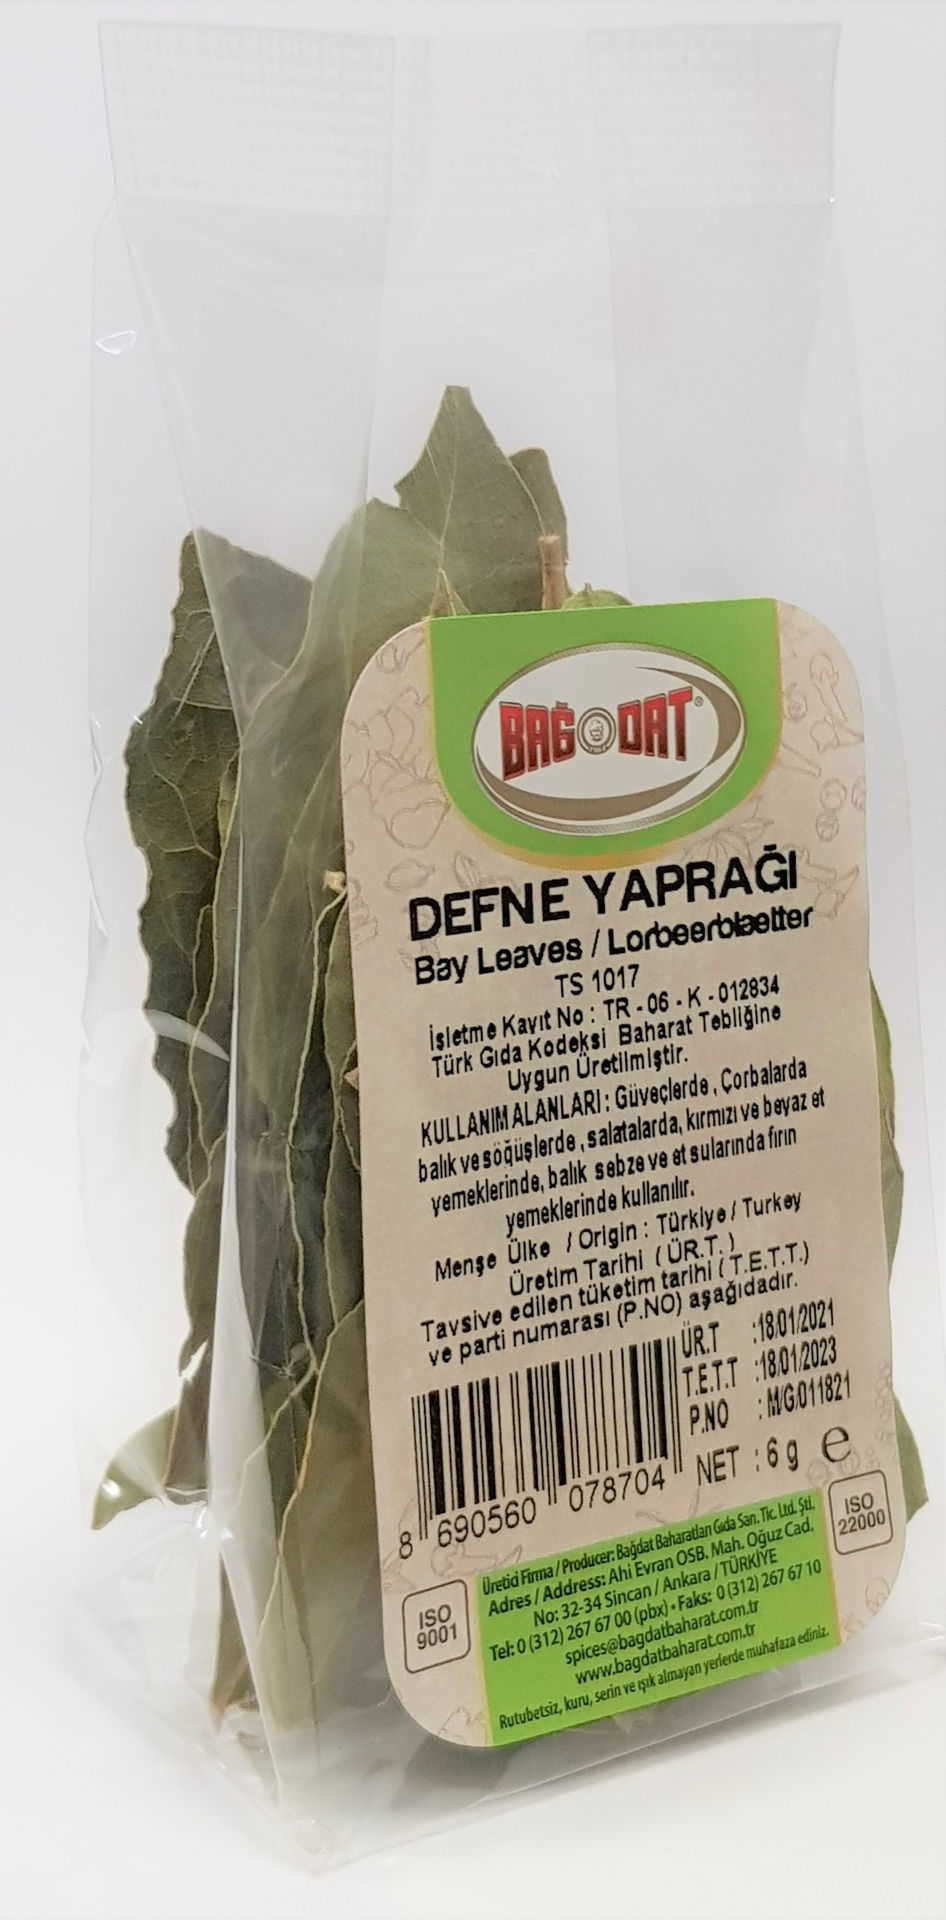 BAĞDAT®
DEFNE YAPRAĞI
Bay Leaves / Lorbeerblaetter
TS 1017
İşletme Kayıt No : TR - 06 - K - 012834
Türk Gıda Kodeksi Baharat Tebliğine
Uygun Üretilmiştir.
KULLANIM ALANLARI : Güveçlerde , Çorbalarda
balık ve söğüşlerde , salatalarda, kırmızı ve beyaz et
yemeklerinde, balık sebze ve et sularında fırın
yemeklerinde kullanılır.
Menşe Ülke / Origin : Türkiye / Turkey
Üretim Tarihi ( ÜR.T. )
Tavsiye edilen tüketim tarihi ( T.E.T.T.)
ve parti numarası (P.NO) aşağıdadır.
ÜR.T :18/01/2021
T.E.T.T :18.01.2023
P.NO : M/G/011821
NET : 6 g e
8 690560 078704
ISO
22000
ISO
9001
Üretici Firma / Producer: Bağdat Baharatları Gıda San. Tic. Ltd. Şti.
Adres / Address: Ahi Evran OSB. Mah. Oğuz Cad.
No: 32-34 Sincan / Ankara / TÜRKİYE
Tel: 0 (312) 267 67 00 (pbx) • Faks: 0 (312) 267 67 10
spices@bagdatbaharat.com.tr
www.bagdatbaharat.com.tr
Rutubetsiz, kuru, serin ve ışık almayan yerlerde muhafaza ediniz.